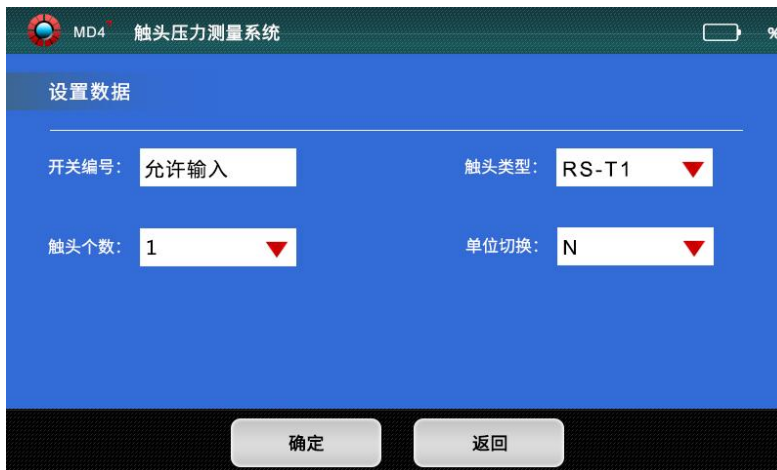 MD4 触头压力测量系统 %
设置数据
开关编号： 允许输入 触头类型： RS-T1
触头个数： 1 单位切换： N
确定 返回